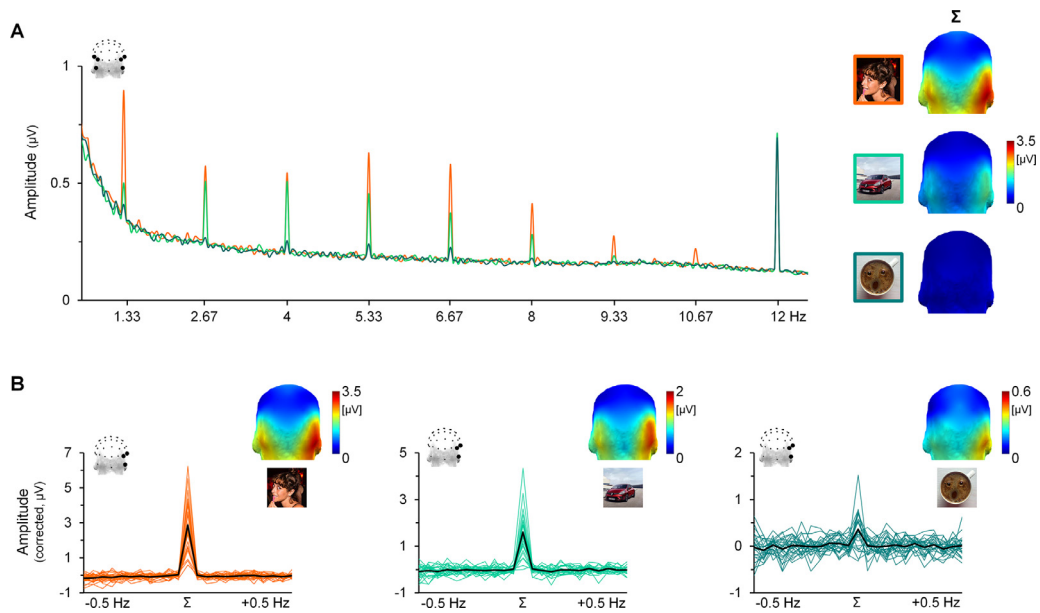 A
Σ
1
0.5
0
Amplitude (μV)
1.33 2.67 4 5.33 6.67 8 9.33 10.67 12 Hz
3.5
[μV]
0
B
3.5
[μV]
0
2
[μV]
0
0.6
[μV]
0
Amplitude
(corrected, μV)
7
5
3
1
-1
-0.5 Hz Σ +0.5 Hz
5
4
2
0
-1
-0.5 Hz Σ +0.5 Hz
2
1
0
-1
-0.5 Hz Σ +0.5 Hz